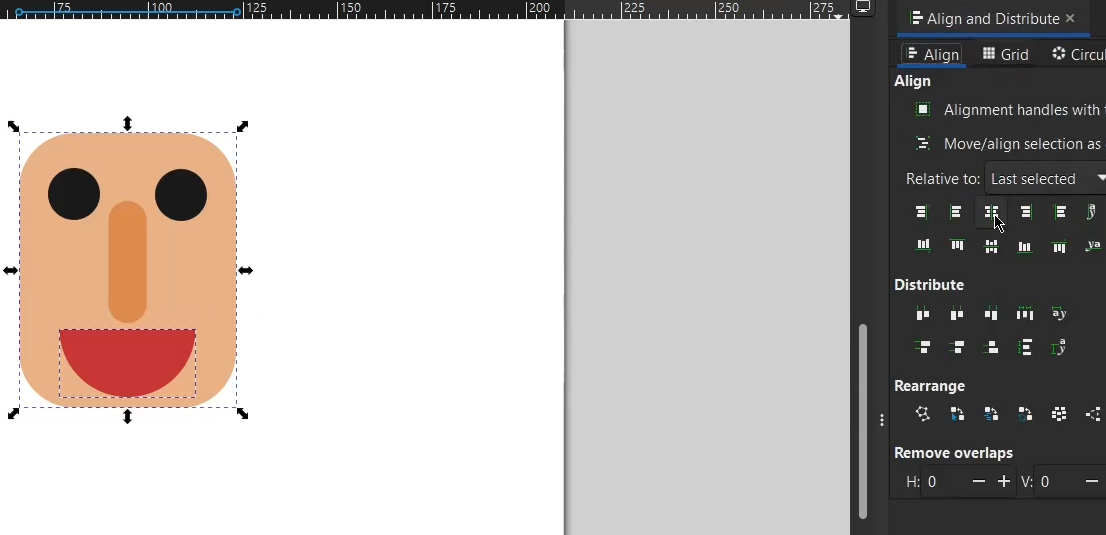 75 100 125 150 175 200 225 250 275
Align and Distribute
Align Grid Circul
Align
Alignment handles with t
Move/align selection as
Relative to: Last selected
Distribute
Rearrange
Remove overlaps
H: 0 V: 0